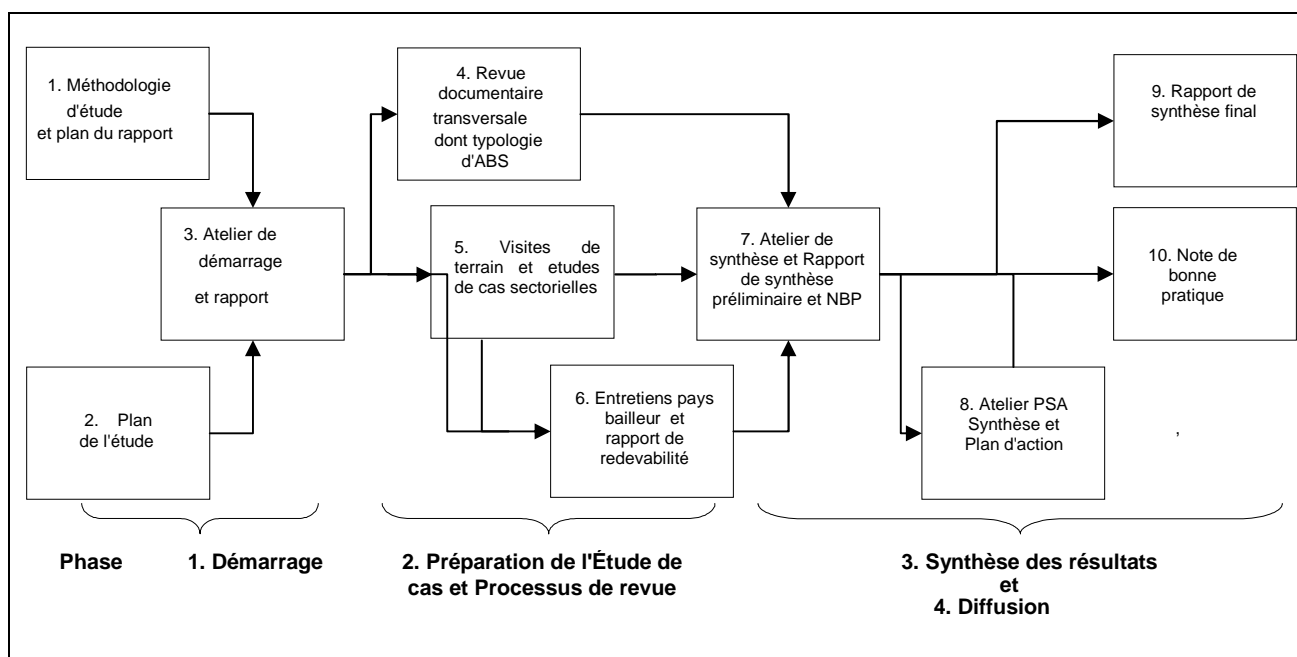 1. Méthodologie
d'étude
et plan du rapport
2. Plan
de l'étude
3. Atelier de
démarrage
et rapport
4. Revue
documentaire
transversale
dont typologie
d'ABS
5. Visites de
terrain et etudes
de cas sectorielles
6. Entretiens pays
bailleur et
rapport de
redevabilité
7. Atelier de
synthèse et Rapport
de synthèse
préliminaire et NBP
8. Atelier PSA
Synthèse et
Plan d'action
9. Rapport de
synthèse final
10. Note de
bonne
pratique
,
Phase 1. Démarrage
2. Préparation de l'Étude de
cas et Processus de revue
3. Synthèse des résultats
et
4. Diffusion